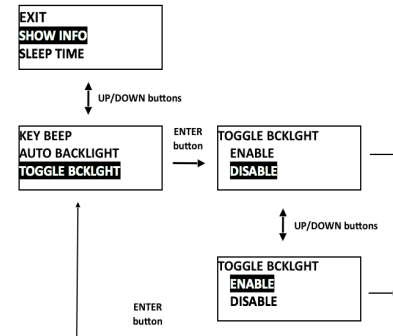 EXIT
SHOW INFO
SLEEP TIME
UP/DOWN buttons
KEY BEEP
AUTO BACKLIGHT
TOGGLE BCKLGHT
ENTER
button
TOGGLE BCKLGHT
ENABLE
DISABLE
UP/DOWN buttons
TOGGLE BCKLGHT
ENABLE
DISABLE
ENTER
button